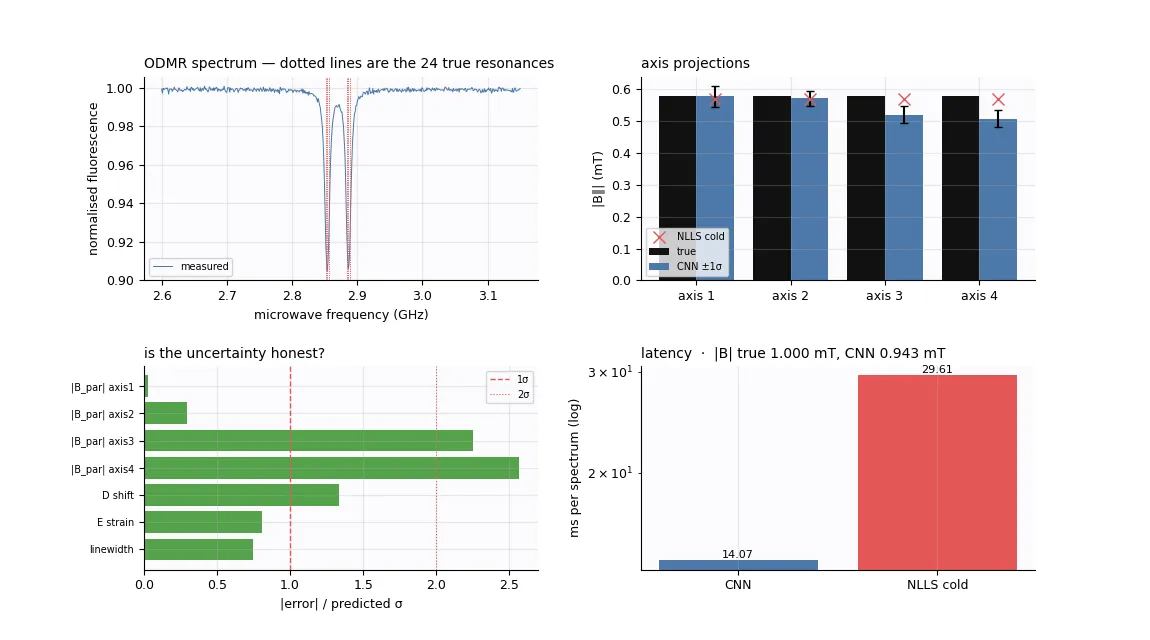 ODMR spectrum — dotted lines are the 24 true resonances
normalised fluorescence
1.00
0.98
0.96
0.94
0.92
0.90
measured
2.6 2.7 2.8 2.9 3.0 3.1
microwave frequency (GHz)
axis projections
|B∥| (mT)
0.6
0.5
0.4
0.3
0.2
0.1
0.0
NLLS cold
true
CNN ±1σ
axis 1 axis 2 axis 3 axis 4
is the uncertainty honest?
|B_par| axis1
|B_par| axis2
|B_par| axis3
|B_par| axis4
D shift
E strain
linewidth
1σ
2σ
0.0 0.5 1.0 1.5 2.0 2.5
|error| / predicted σ
latency · |B| true 1.000 mT, CNN 0.943 mT
ms per spectrum (log)
3 × 10¹
2 × 10¹
29.61
14.07
CNN NLLS cold